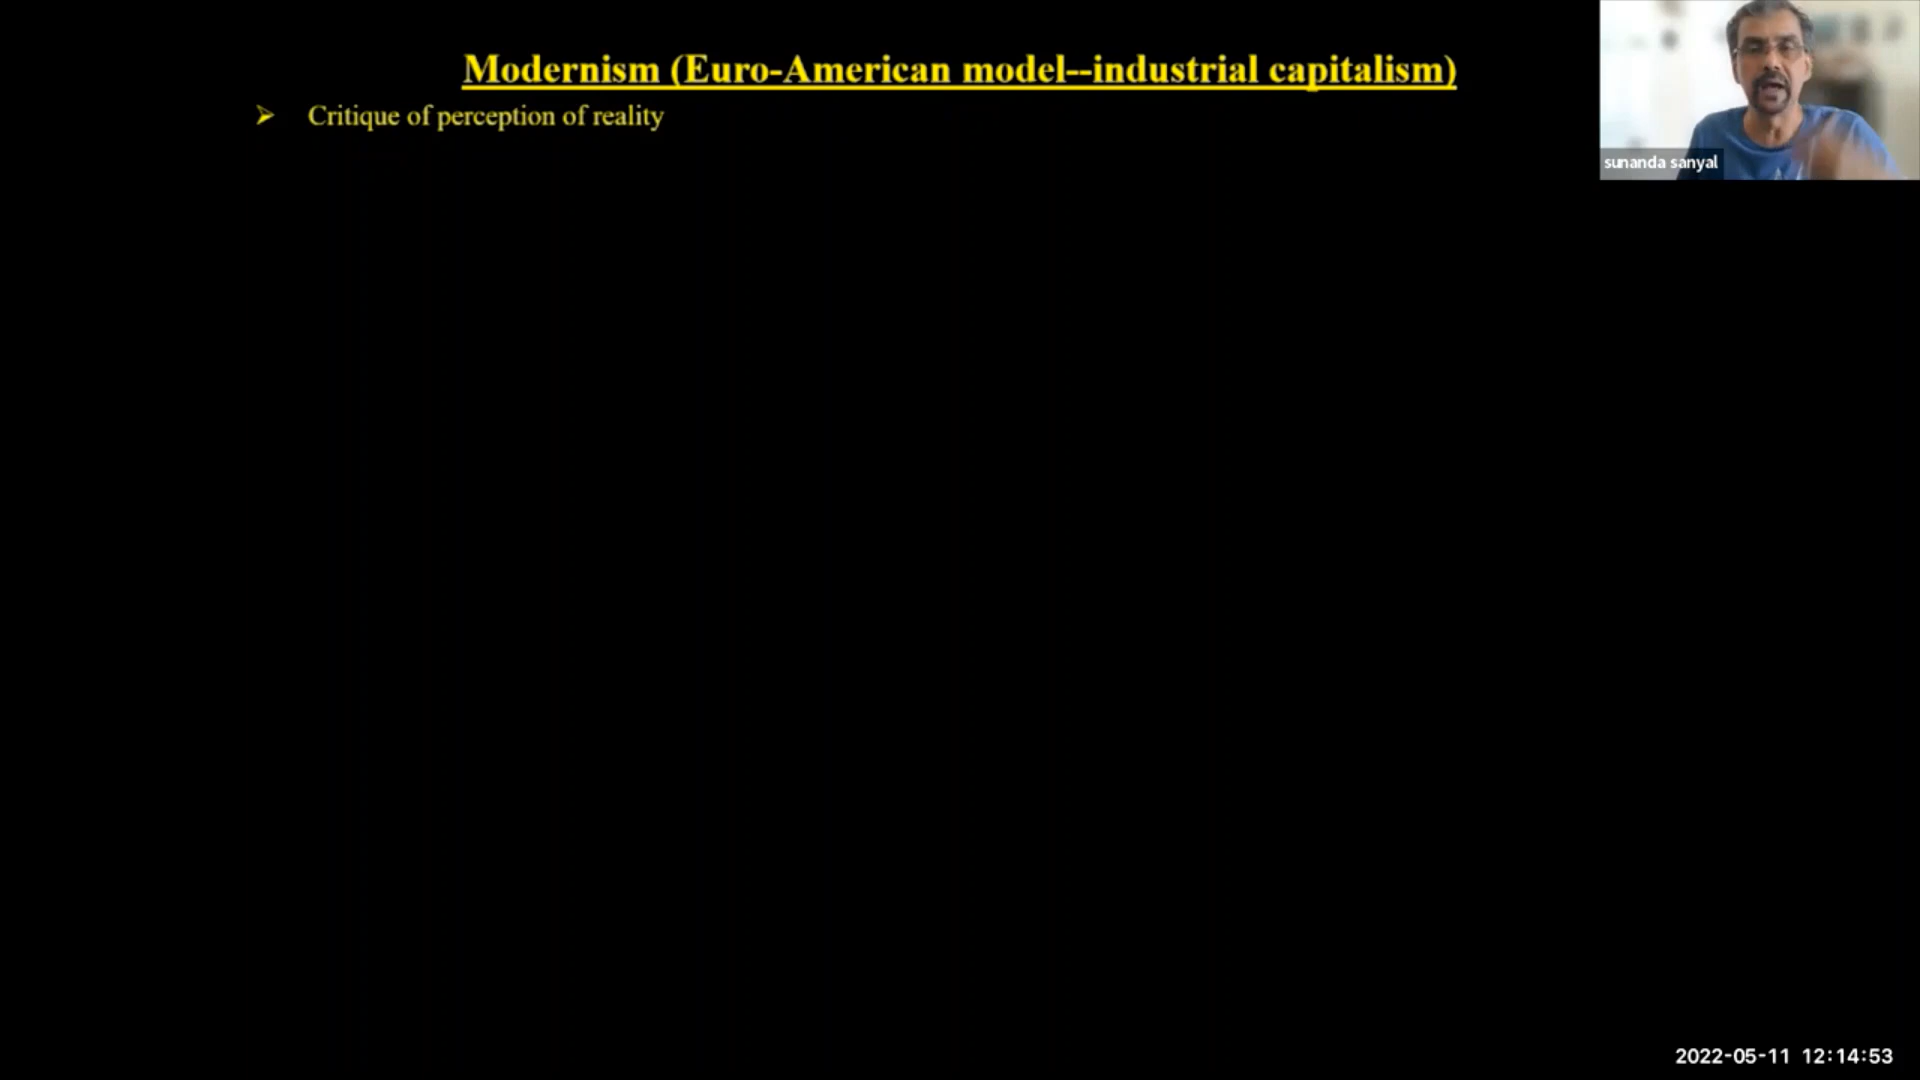 Modernism (Euro-American model--industrial capitalism)
➢ Critique of perception of reality
sunanda sanyal
2022-05-11 12:14:53